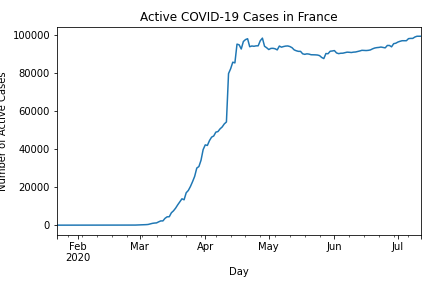 Active COVID-19 Cases in France
Number of Active Cases
100000
80000
60000
40000
20000
0
Feb
2020
Mar
Apr
May
Jun
Jul
Day